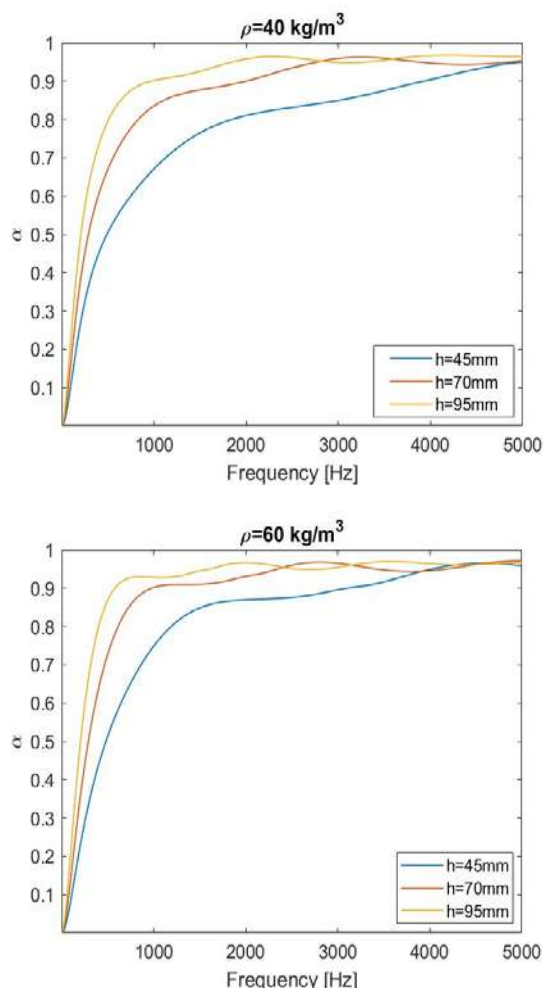 ρ=40 kg/m³
1
0.9
0.8
0.7
0.6
0.5
0.4
0.3
0.2
0.1
α
h=45mm
h=70mm
h=95mm
1000 2000 3000 4000 5000
Frequency [Hz]
ρ=60 kg/m³
1
0.9
0.8
0.7
0.6
0.5
0.4
0.3
0.2
0.1
α
h=45mm
h=70mm
h=95mm
1000 2000 3000 4000 5000
Frequency [Hz]